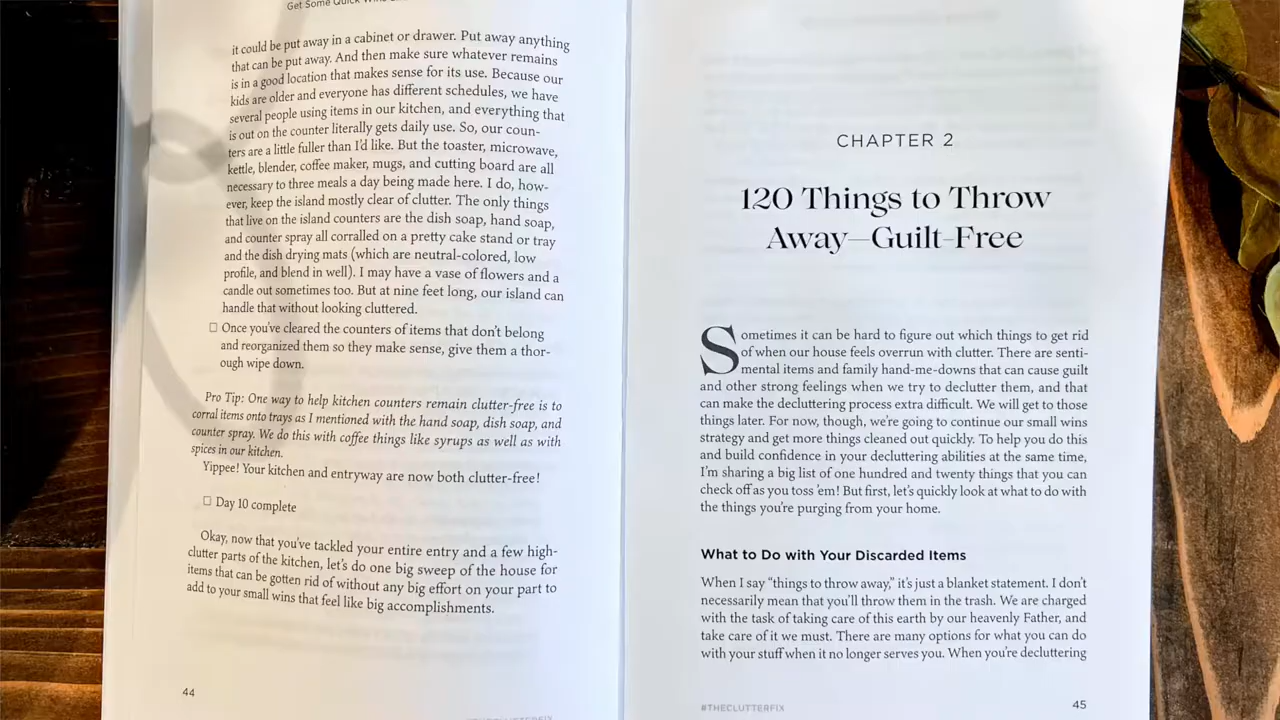 Get Some Quick Wins
it could be put away in a cabinet or drawer. Put away anything
that can be put away. And then make sure whatever remains
is in a good location that makes sense for its use. Because our
kids are older and everyone has different schedules, we have
several people using items in our kitchen, and everything that
is out on the counter literally gets daily use. So, our coun-
ters are a little fuller than I'd like. But the toaster, microwave,
kettle, blender, coffee maker, mugs, and cutting board are all
necessary to three meals a day being made here. I do, how-
ever, keep the island mostly clear of clutter. The only things
that live on the island counters are the dish soap, hand soap,
and counter spray all corralled on a pretty cake stand or tray
and the dish drying mats (which are neutral-colored, low
profile, and blend in well). I may have a vase of flowers and a
candle out sometimes too. But at nine feet long, our island can
handle that without looking cluttered.
☐ Once you've cleared the counters of items that don't belong
and reorganized them so they make sense, give them a thor-
ough wipe down.
Pro Tip: One way to help kitchen counters remain clutter-free is to
corral items onto trays as I mentioned with the hand soap, dish soap, and
counter spray. We do this with coffee things like syrups as well as with
spices in our kitchen.
Yippee! Your kitchen and entryway are now both clutter-free!
☐ Day 10 complete
Okay, now that you've tackled your entire entry and a few high-
clutter parts of the kitchen, let's do one big sweep of the house for
items that can be gotten rid of without any big effort on your part to
add to your small wins that feel like big accomplishments.
44
#THECLUTTERFIX
CHAPTER 2
120 Things to Throw
Away—Guilt-Free
Sometimes it can be hard to figure out which things to get rid
of when our house feels overrun with clutter. There are senti-
mental items and family hand-me-downs that can cause guilt
and other strong feelings when we try to declutter them, and that
can make the decluttering process extra difficult. We will get to those
things later. For now, though, we're going to continue our small wins
strategy and get more things cleaned out quickly. To help you do this
and build confidence in your decluttering abilities at the same time,
I'm sharing a big list of one hundred and twenty things that you can
check off as you toss 'em! But first, let's quickly look at what to do with
the things you're purging from your home.
What to Do with Your Discarded Items
When I say "things to throw away," it's just a blanket statement. I don't
necessarily mean that you'll throw them in the trash. We are charged
with the task of taking care of this earth by our heavenly Father, and
take care of it we must. There are many options for what you can do
with your stuff when it no longer serves you. When you're decluttering
#THECLUTTERFIX
45